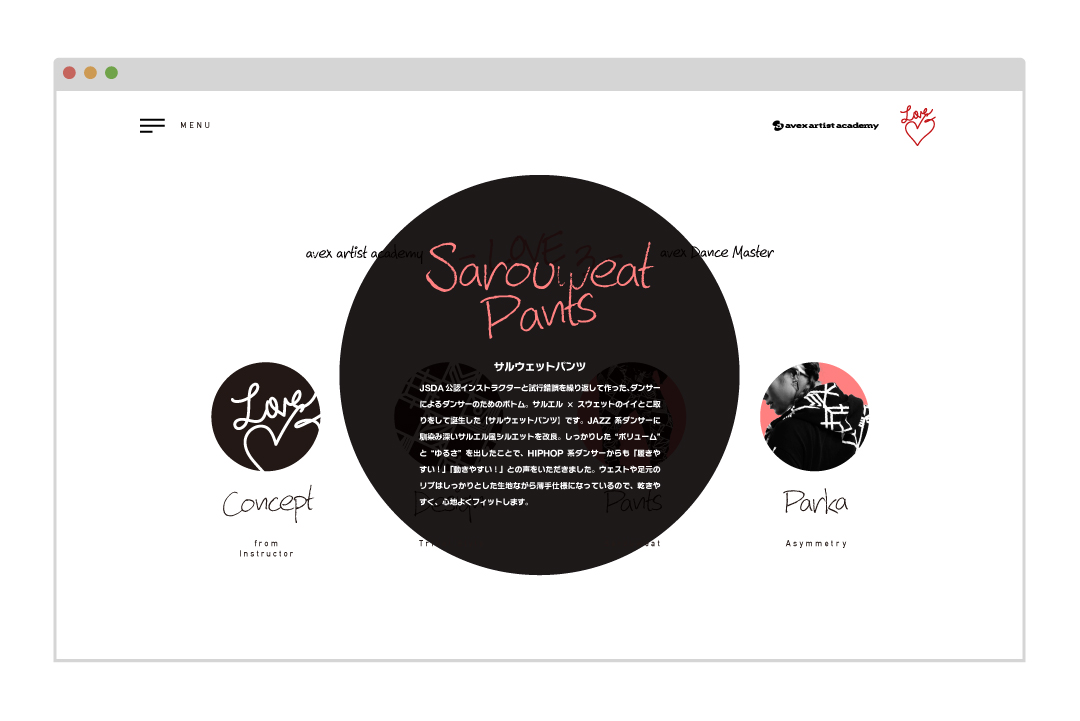 MENU
avex artist academy
Love
avex artist academy
LOVE
avex Dance Master
Sarouweat
Pants
サルウェットパンツ
JSDA 公認インストラクターと試行錯誤を繰り返して作った、ダンサー
によるダンサーのためのボトム。サルエル × スウェットのイイとこ取
りをして誕生した【サルウェットパンツ】です。JAZZ 系ダンサーに
馴染み深いサルエル風シルエットを改良。しっかりした “ボリューム”
と “ゆるさ” を出したことで、HIPHOP 系ダンサーからも「履きや
すい！」「動きやすい！」との声をいただきました。ウェストや足元の
リブはしっかりとした生地ながら薄手仕様になっているので、乾きや
すく、心地よくフィットします。
Love
Concept
Pants
Parka
from
Instructor
Asymmetry